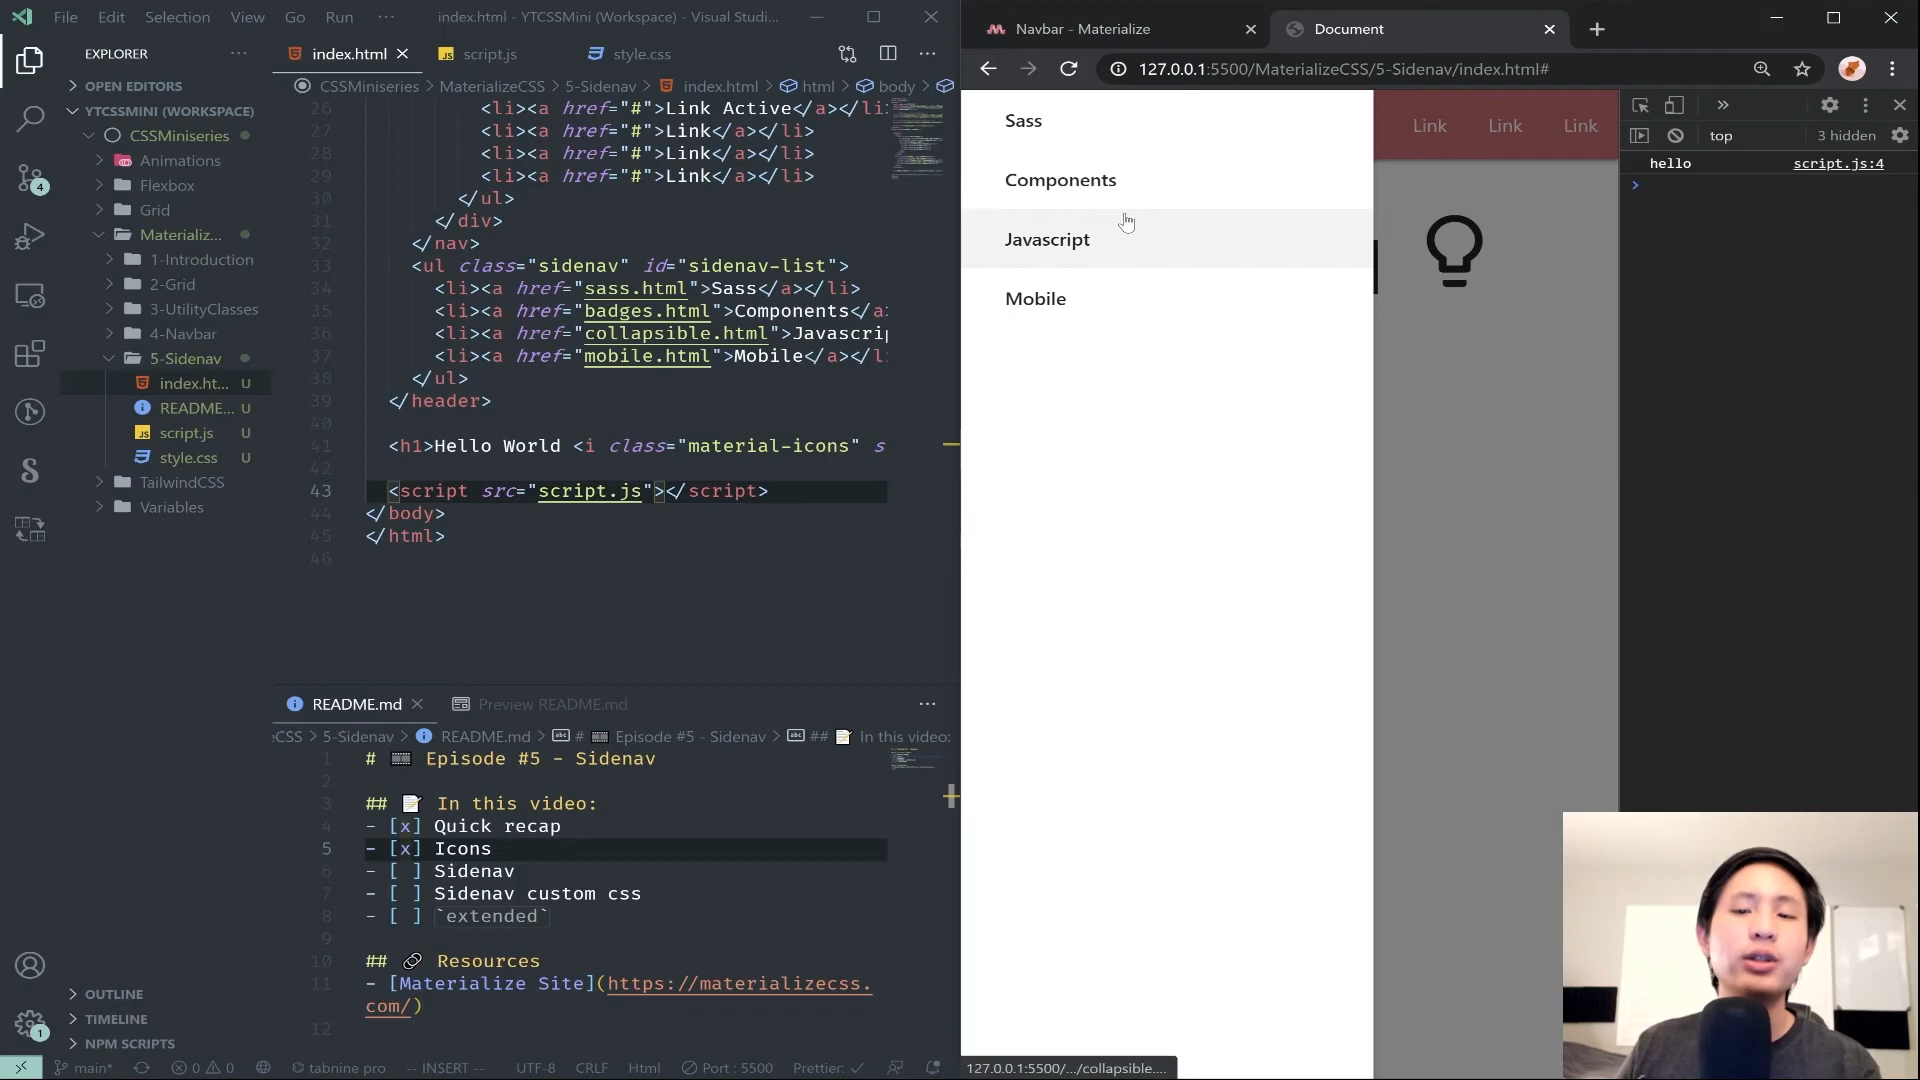 File Edit Selection View Go Run ··· index.html - YTCSSMini (Workspace) - Visual Studi...
EXPLORER ···
OPEN EDITORS
YTCSSMINI (WORKSPACE)
CSSMiniseries
Animations
Flexbox
Grid
Materializ...
1-Introduction
2-Grid
3-UtilityClasses
4-Navbar
5-Sidenav
index.ht... U
README... U
script.js U
style.css U
TailwindCSS
Variables
OUTLINE
TIMELINE
NPM SCRIPTS
4
1
index.html script.js style.css
CSSMiniseries > MaterializeCSS > 5-Sidenav > index.html > html > body >
26 <li><a href="#">Link Active</a></li
27 <li><a href="#">Link</a></li>
28 <li><a href="#">Link</a></li>
29 <li><a href="#">Link</a></li>
30 </ul>
31 </div>
32 </nav>
33 <ul class="sidenav" id="sidenav-list">
34 <li><a href="sass.html">Sass</a></li>
35 <li><a href="badges.html">Components</a
36 <li><a href="collapsible.html">Javascrip
37 <li><a href="mobile.html">Mobile</a></l
38 </ul>
39 </header>
40
41 <h1>Hello World <i class="material-icons" s
42
43 <script src="script.js"></script>
44 </body>
45 </html>
46
README.md Preview README.md ···
eCSS > 5-Sidenav > README.md > # 🎞 Episode #5 - Sidenav > ## 📝 In this video:
1 # 🎞 Episode #5 - Sidenav
2
3 ## 📝 In this video:
4 - [x] Quick recap
5 - [x] Icons
6 - [ ] Sidenav
7 - [ ] Sidenav custom css
8 - [ ] `extended`
9
10 ## 🔗 Resources
11 - [Materialize Site](https://materializecss.
com/)
12
main* 0 0 tabnine pro -- INSERT -- UTF-8 CRLF Html Port : 5500 Prettier: ✓
Navbar - Materialize Document
127.0.0.1:5500/MaterializeCSS/5-Sidenav/index.html#
Sass
Components
Javascript
Mobile
Link Link Link
top 3 hidden
hello script.js:4
127.0.0.1:5500/.../collapsible....